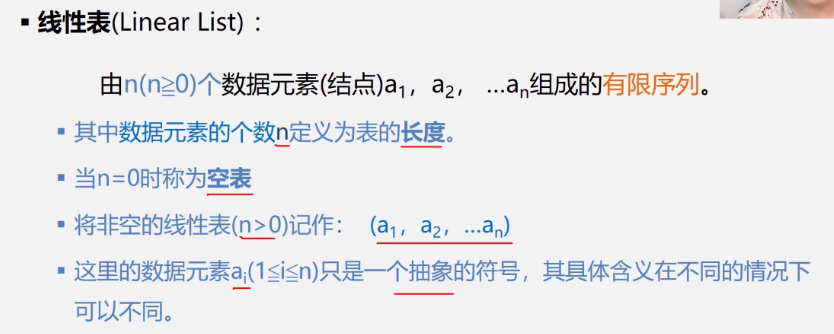 ▪ 线性表(Linear List) ：
由n(n≧0)个数据元素(结点)a₁，a₂， …aₙ组成的有限序列。
▪ 其中数据元素的个数n定义为表的长度。
▪ 当n=0时称为空表
▪ 将非空的线性表(n>0)记作： (a₁，a₂，…aₙ)
▪ 这里的数据元素aᵢ(1≦i≦n)只是一个抽象的符号，其具体含义在不同的情况下
可以不同。